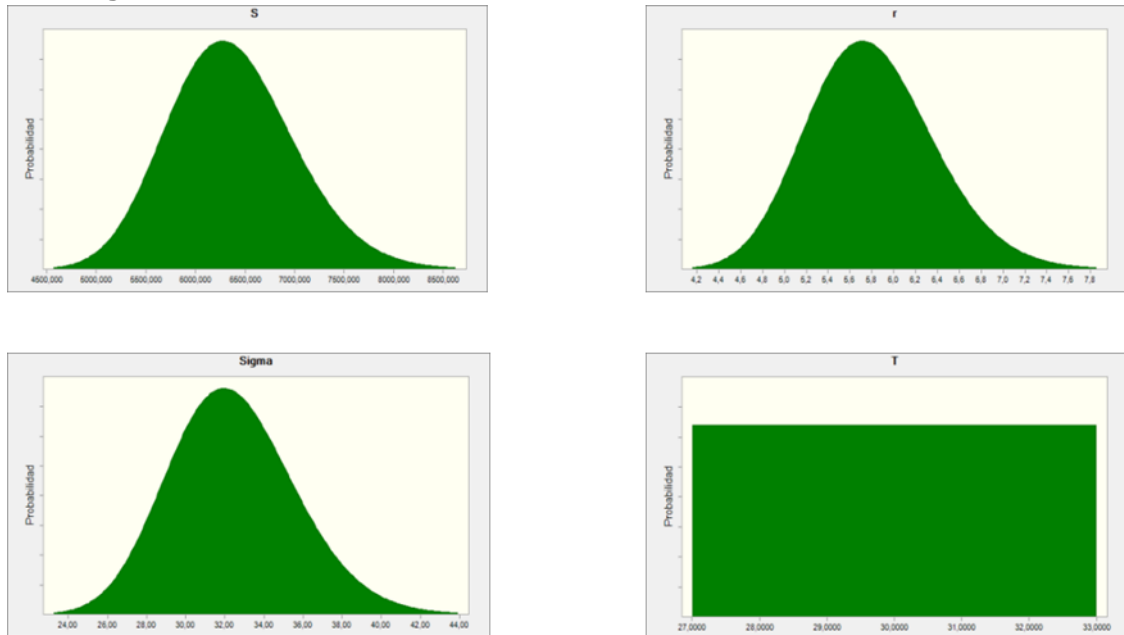 S
Probabilidad
4500,000 5000,000 5500,000 6000,000 6500,000 7000,000 7500,000 8000,000 8500,000
r
Probabilidad
4,2 4,4 4,6 4,8 5,0 5,2 5,4 5,6 5,8 6,0 6,2 6,4 6,6 6,8 7,0 7,2 7,4 7,6 7,8
Sigma
Probabilidad
24,00 26,00 28,00 30,00 32,00 34,00 36,00 38,00 40,00 42,00 44,00
T
Probabilidad
27,0000 28,0000 29,0000 30,0000 31,0000 32,0000 33,0000